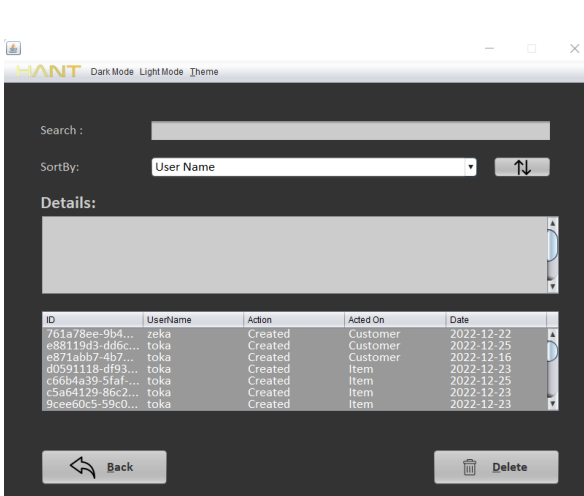 HANT Dark Mode Light Mode Theme
Search :
SortBy: User Name
Details:
ID UserName Action Acted On Date
761a78ee-9b4... zeka Created Customer 2022-12-22
e88119d3-dd6c... toka Created Customer 2022-12-25
e871abb7-4b7... toka Created Customer 2022-12-16
d0591118-df93... toka Created Item 2022-12-23
c66b4a39-5faf-... toka Created Item 2022-12-25
c5a64129-86c2... toka Created Item 2022-12-23
9cee60c5-59c0... toka Created Item 2022-12-23
Back Delete